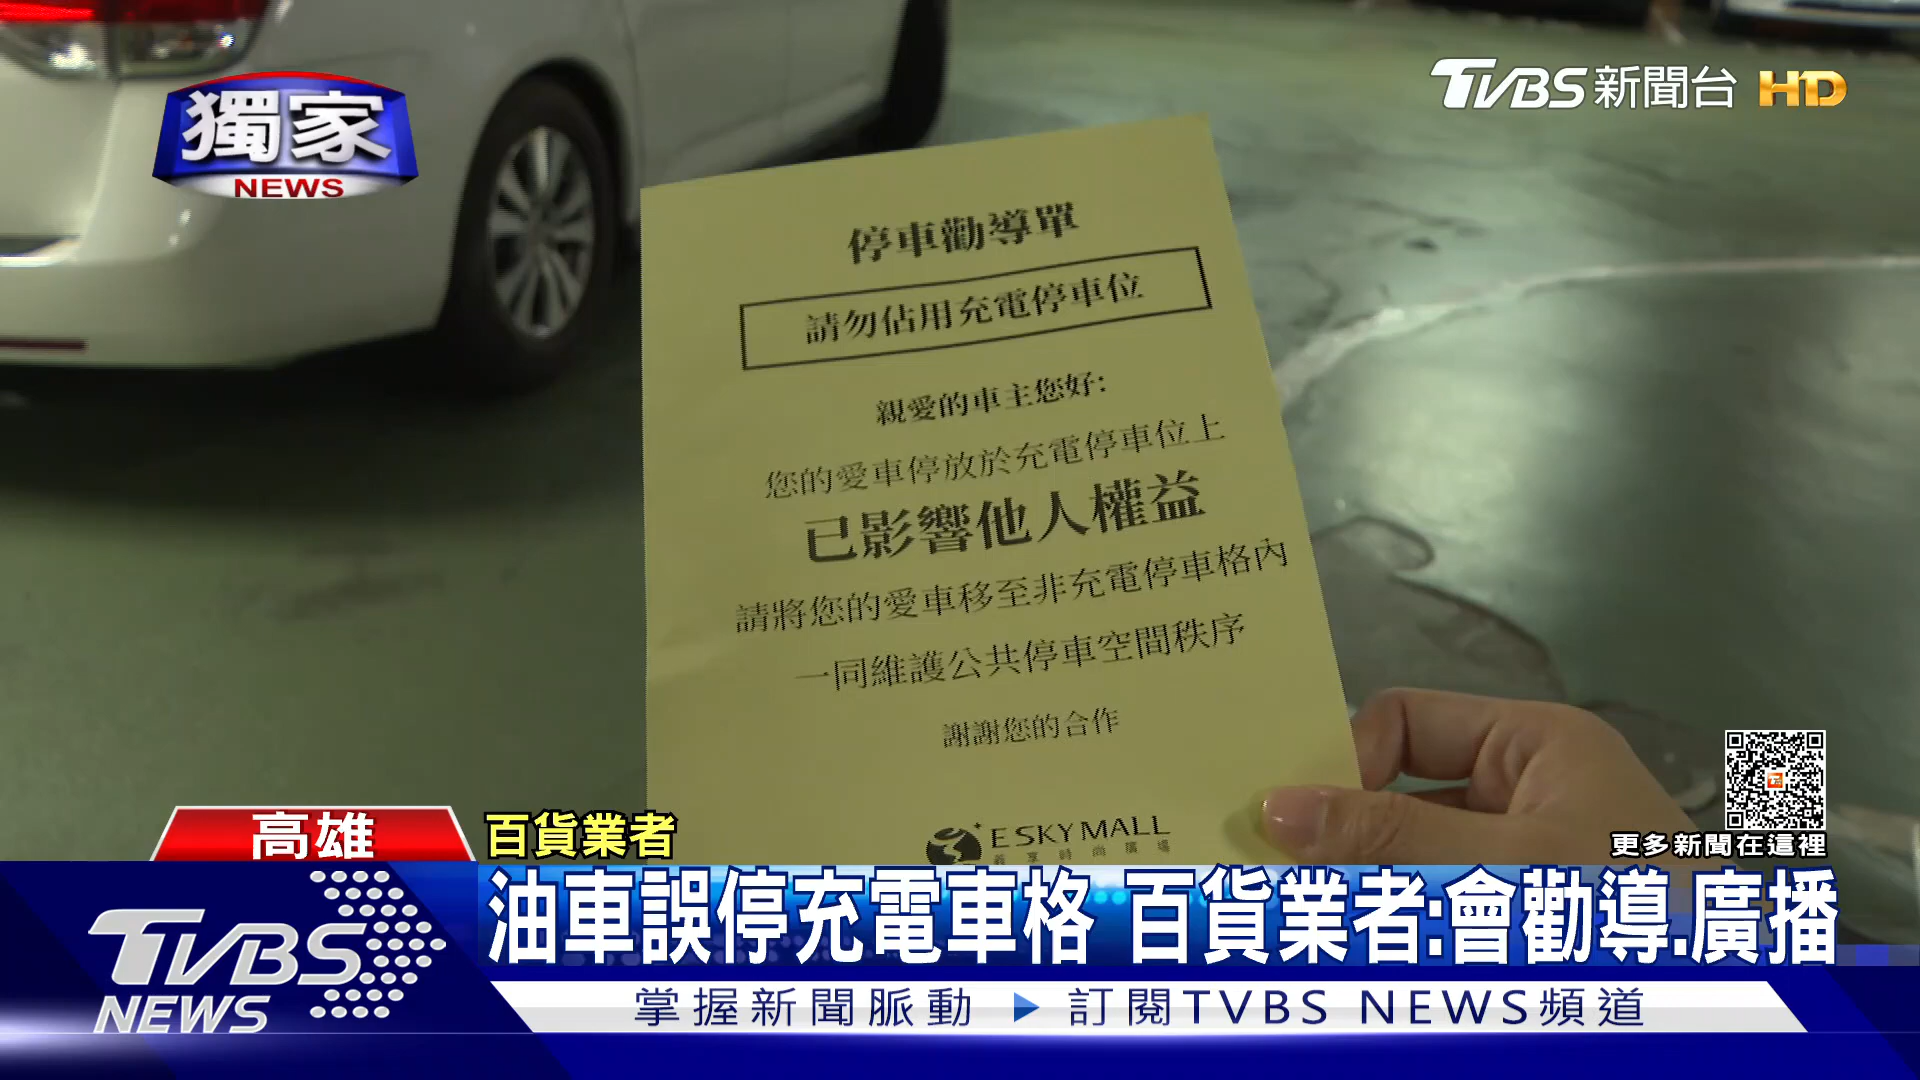 獨家
NEWS
TVBS新聞台 HD
停車勸導單
請勿佔用充電停車位
親愛的車主您好:
您的愛車停放於充電停車位上
已影響他人權益
請將您的愛車移至非充電停車格內
一同維護公共停車空間秩序
謝謝您的合作
E SKY MALL
義享時尚廣場
更多新聞在這裡
高雄
百貨業者
油車誤停充電車格 百貨業者:會勸導.廣播
TVBS
NEWS
掌握新聞脈動 ▶ 訂閱TVBS NEWS頻道